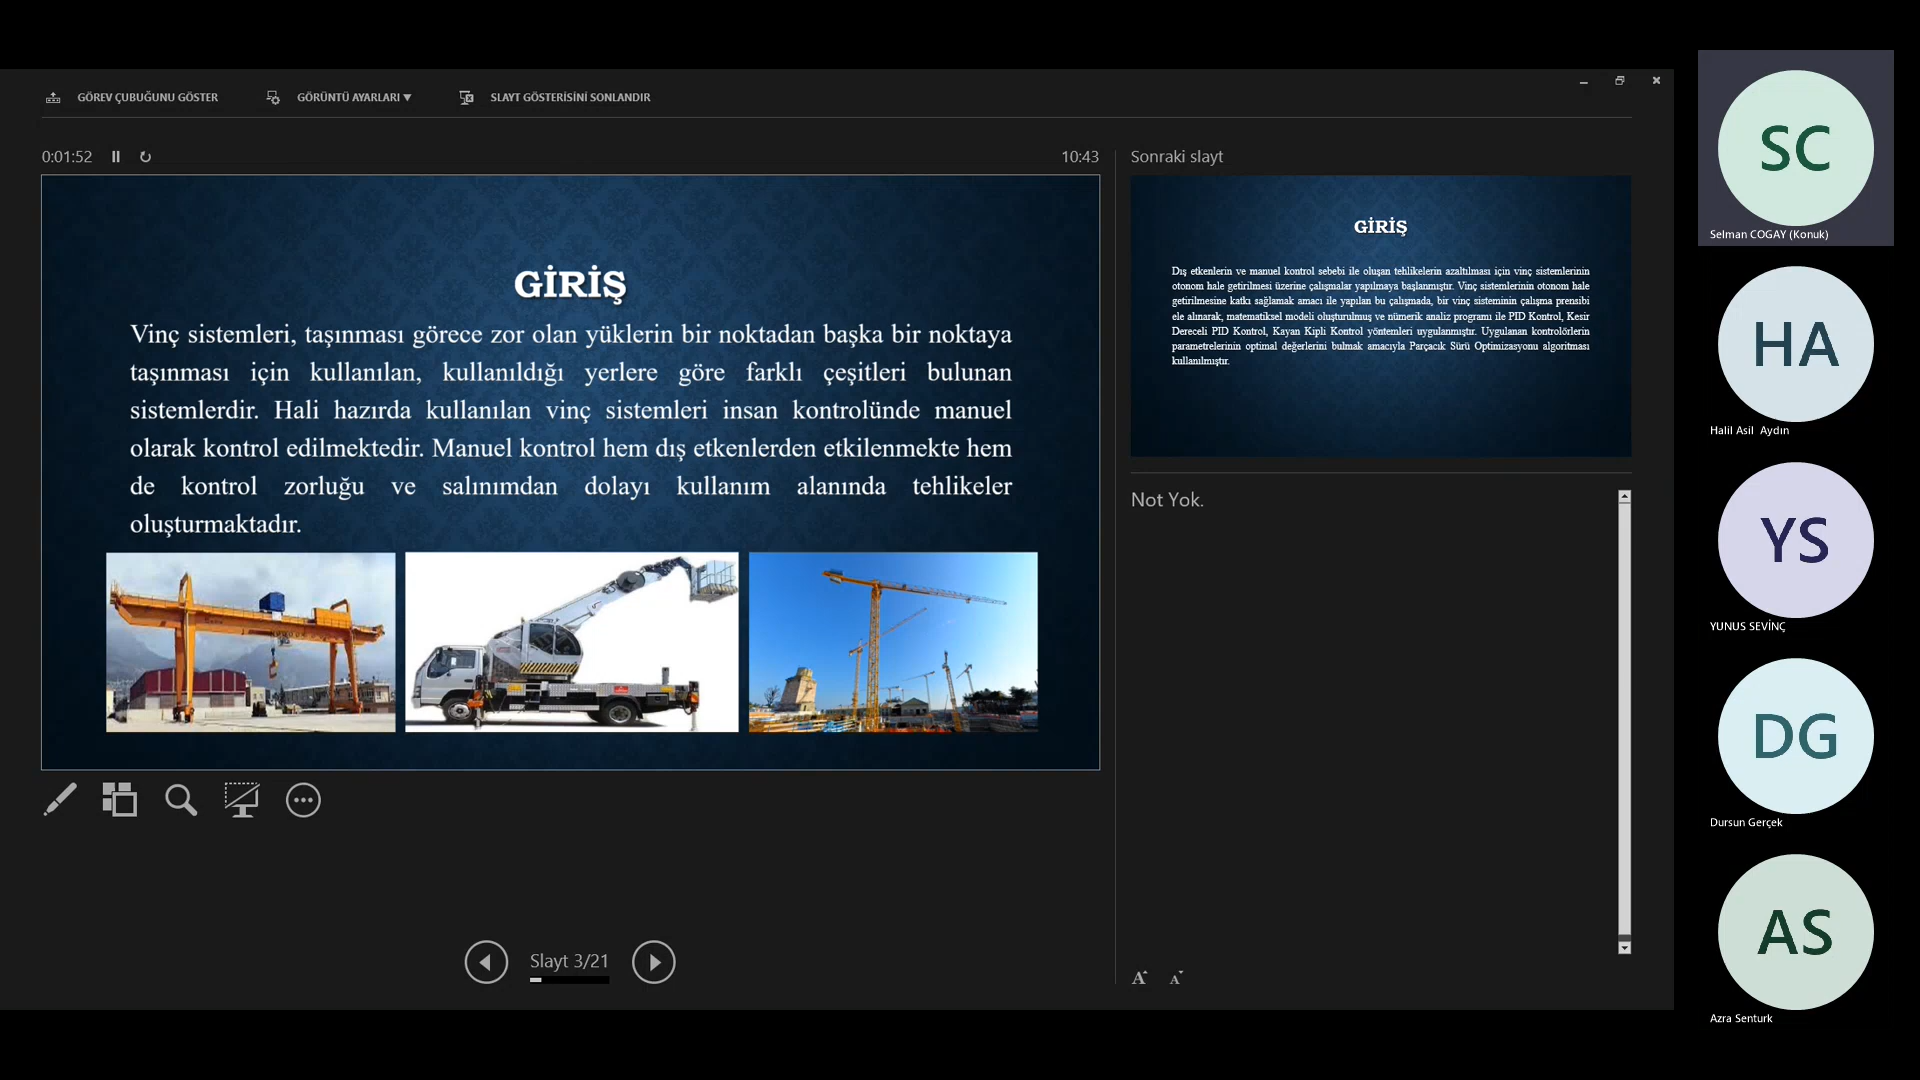 GÖREV ÇUBUĞUNU GÖSTER
GÖRÜNTÜ AYARLARI ▼
SLAYT GÖSTERİSİNİ SONLANDIR
0:01:52
10:43
GİRİŞ
Vinç sistemleri, taşınması görece zor olan yüklerin bir noktadan başka bir noktaya
taşınması için kullanılan, kullanıldığı yerlere göre farklı çeşitleri bulunan
sistemlerdir. Hali hazırda kullanılan vinç sistemleri insan kontrolünde manuel
olarak kontrol edilmektedir. Manuel kontrol hem dış etkenlerden etkilenmekte hem
de kontrol zorluğu ve salınımdan dolayı kullanım alanında tehlikeler
oluşturmaktadır.
Slayt 3/21
Sonraki slayt
GİRİŞ
Dış etkenlerin ve manuel kontrol sebebi ile oluşan tehlikelerin azaltılması için vinç sistemlerinin
otonom hale getirilmesi üzerine çalışmalar yapılmaya başlanmıştır. Vinç sistemlerinin otonom hale
getirilmesine katkı sağlamak amacı ile yapılan bu çalışmada, bir vinç sisteminin çalışma prensibi
ele alınarak, matematiksel modeli oluşturulmuş ve nümerik analiz programı ile PID Kontrol, Kesir
Dereceli PID Kontrol, Kayan Kipli Kontrol yöntemleri uygulanmıştır. Uygulanan kontrolörlerin
parametrelerinin optimal değerlerini bulmak amacıyla Parçacık Sürü Optimizasyonu algoritması
kullanılmıştır.
Not Yok.
A A
SC
Selman COGAY (Konuk)
HA
Halil Asil Aydın
YS
YUNUS SEVİNÇ
DG
Dursun Gerçek
AS
Azra Senturk